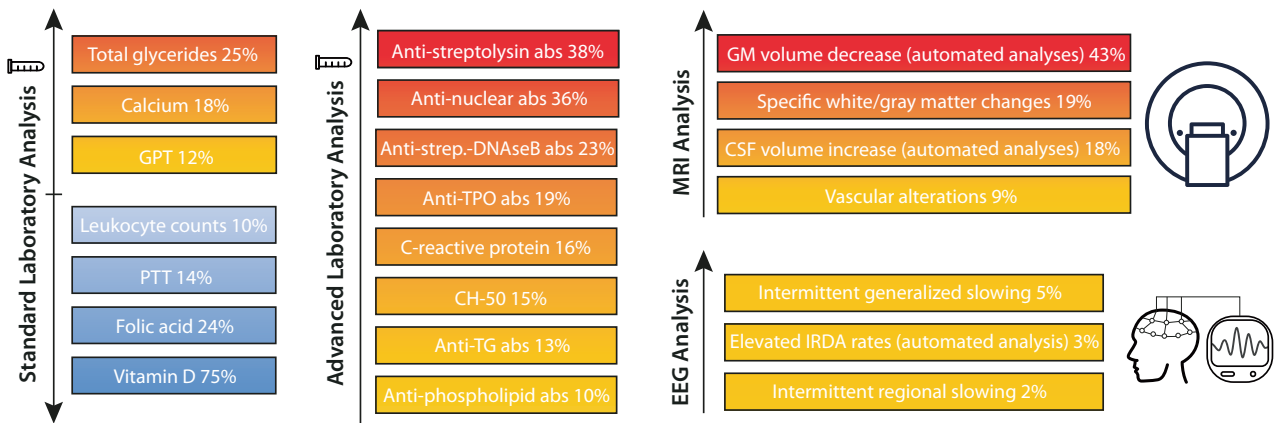 Standard Laboratory Analysis
Total glycerides 25%
Calcium 18%
GPT 12%
Leukocyte counts 10%
PTT 14%
Folic acid 24%
Vitamin D 75%
Advanced Laboratory Analysis
Anti-streptolysin abs 38%
Anti-nuclear abs 36%
Anti-strep.-DNAseB abs 23%
Anti-TPO abs 19%
C-reactive protein 16%
CH-50 15%
Anti-TG abs 13%
Anti-phospholipid abs 10%
MRI Analysis
GM volume decrease (automated analyses) 43%
Specific white/gray matter changes 19%
CSF volume increase (automated analyses) 18%
Vascular alterations 9%
EEG Analysis
Intermittent generalized slowing 5%
Elevated IRDA rates (automated analysis) 3%
Intermittent regional slowing 2%